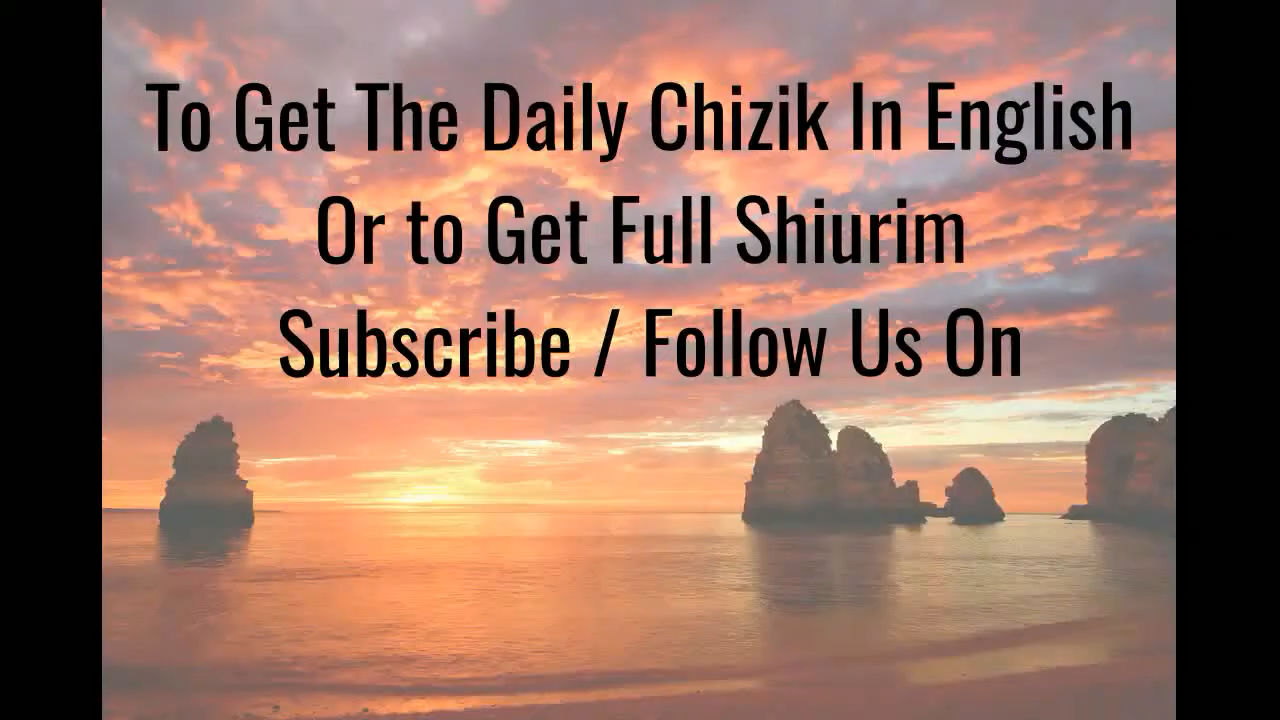 To Get The Daily Chizik In English
Or to Get Full Shiurim
Subscribe / Follow Us On